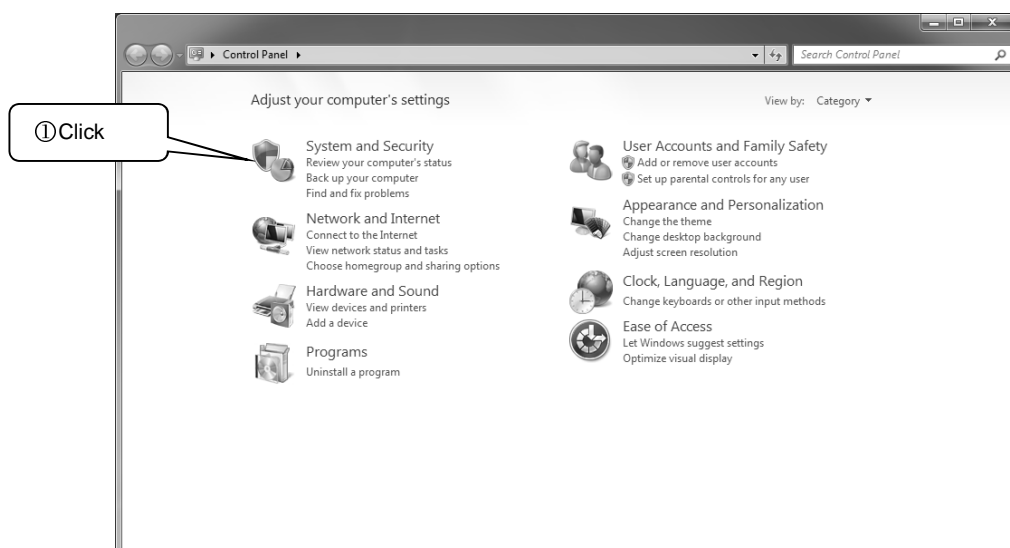 Control Panel
Search Control Panel
Adjust your computer's settings
View by: Category
①Click
System and Security
Review your computer's status
Back up your computer
Find and fix problems
Network and Internet
Connect to the Internet
View network status and tasks
Choose homegroup and sharing options
Hardware and Sound
View devices and printers
Add a device
Programs
Uninstall a program
User Accounts and Family Safety
Add or remove user accounts
Set up parental controls for any user
Appearance and Personalization
Change the theme
Change desktop background
Adjust screen resolution
Clock, Language, and Region
Change keyboards or other input methods
Ease of Access
Let Windows suggest settings
Optimize visual display